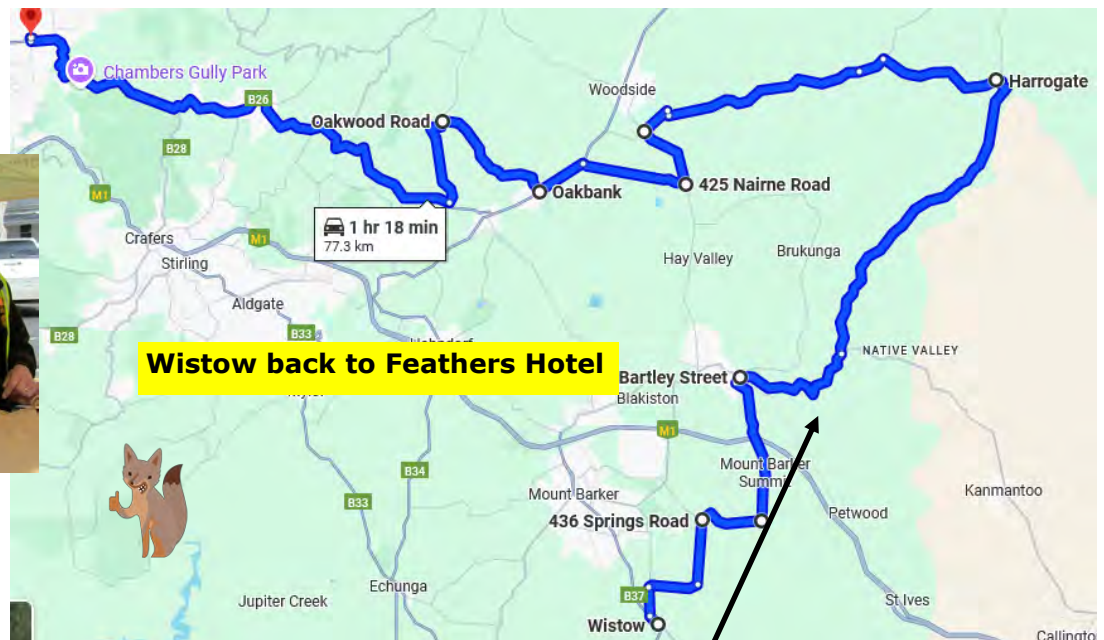 Chambers Gully Park
B26
Woodside
Harrogate
Oakwood Road
B28
M1
Oakbank
425 Nairne Road
1 hr 18 min
77.3 km
Crafers
M1
Stirling
Hay Valley
Brukunga
Aldgate
B28
B33
Wistow back to Feathers Hotel
NATIVE VALLEY
Bartley Street
Blakiston
M1
B34
Mount Barker
Summit
Mount Barker
Kanmantoo
B33
436 Springs Road
Petwood
Echunga
Jupiter Creek
B37
St Ives
Wistow
Callington